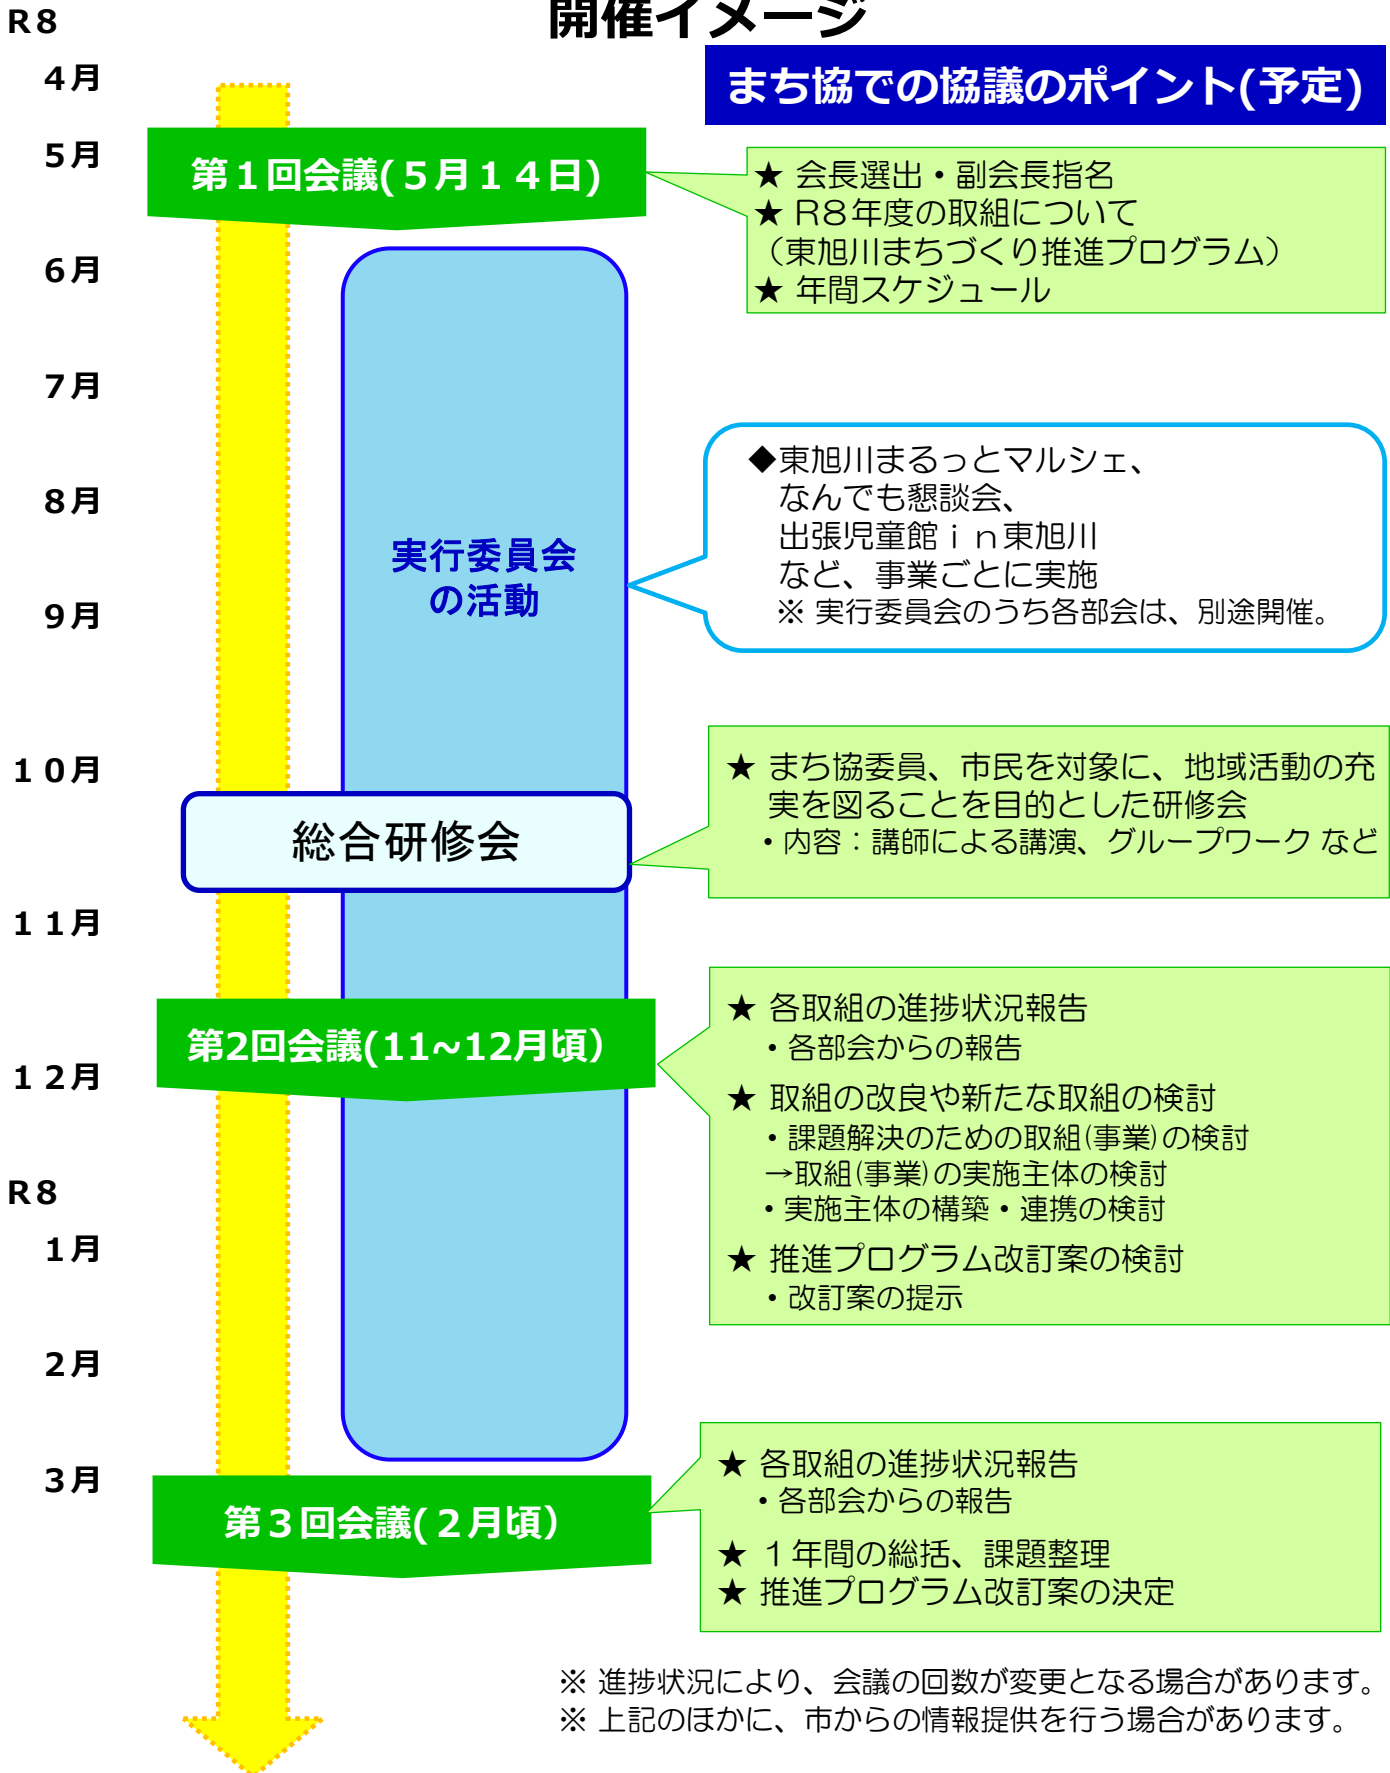 開催イメージ
R8
まち協での協議のポイント(予定)
4月
5月
第1回会議(5月14日)
★ 会長選出・副会長指名
★ R8年度の取組について
（東旭川まちづくり推進プログラム）
★ 年間スケジュール
6月
7月
8月
9月
実行委員会
の活動
◆東旭川まるっとマルシェ、
なんでも懇談会、
出張児童館ｉｎ東旭川
など、事業ごとに実施
※ 実行委員会のうち各部会は、別途開催。
10月
総合研修会
★ まち協委員、市民を対象に、地域活動の充
実を図ることを目的とした研修会
・内容：講師による講演、グループワーク など
11月
第2回会議(11~12月頃）
12月
★ 各取組の進捗状況報告
・各部会からの報告
★ 取組の改良や新たな取組の検討
・課題解決のための取組(事業)の検討
→取組(事業)の実施主体の検討
・実施主体の構築・連携の検討
★ 推進プログラム改訂案の検討
・改訂案の提示
R8
1月
2月
3月
第3回会議(2月頃）
★ 各取組の進捗状況報告
・各部会からの報告
★ 1年間の総括、課題整理
★ 推進プログラム改訂案の決定
※ 進捗状況により、会議の回数が変更となる場合があります。
※ 上記のほかに、市からの情報提供を行う場合があります。